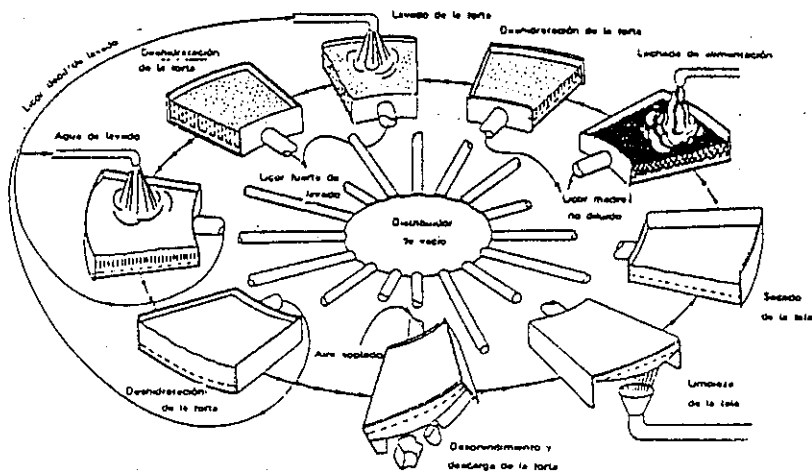 Lavado de la torta
Deshidratación
de la torta
Deshidratación de la torta
Lechada de alimentación
Licor débil de lavado
Agua de lavado
Licor fuerte de
lavado
Licor madre
no diluido
Distribuidor
de vacío
Secado
de la tela
Aire soplado
Limpieza
de la tela
Deshidratación
de la torta
Desprendimiento y
descarga de la torta